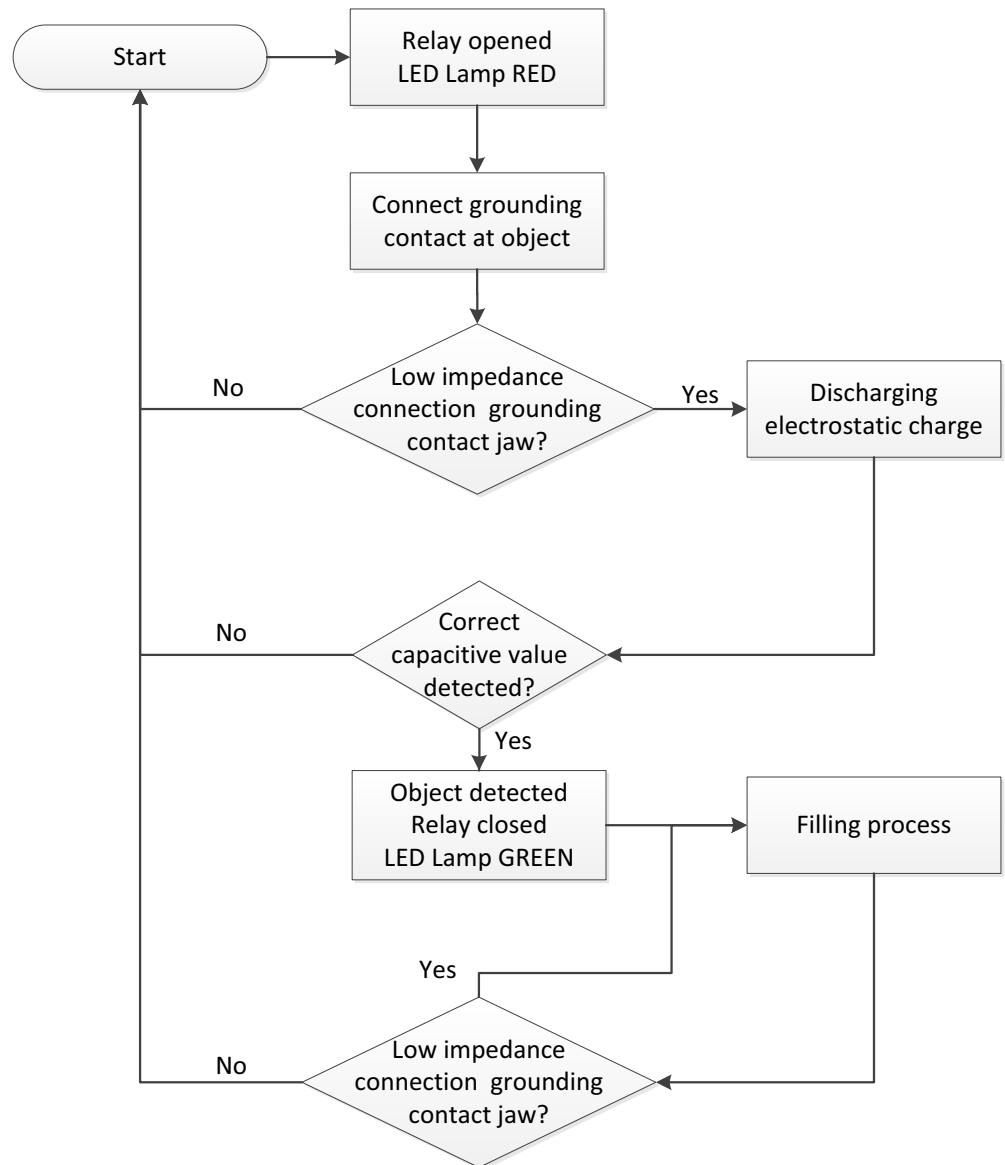 Start
Relay opened
LED Lamp RED
Connect grounding
contact at object
Low impedance
connection grounding
contact jaw?
No
Yes
Discharging
electrostatic charge
Correct
capacitive value
detected?
No
Yes
Object detected
Relay closed
LED Lamp GREEN
Filling process
Yes
Low impedance
connection grounding
contact jaw?
No